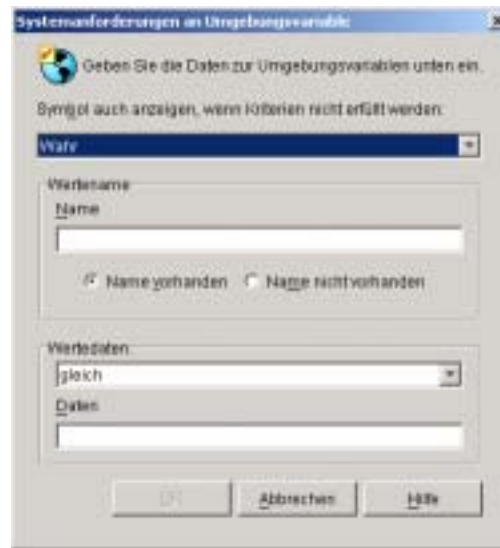 Systemanforderungen an Umgebungsvariable
Geben Sie die Daten zur Umgebungsvariablen unten ein.
Symbol auch anzeigen, wenn Kriterien nicht erfüllt werden:
Wahr
Wertename
Name
Name vorhanden Name nicht vorhanden
Wertedaten
gleich
Daten
OK Abbrechen Hilfe